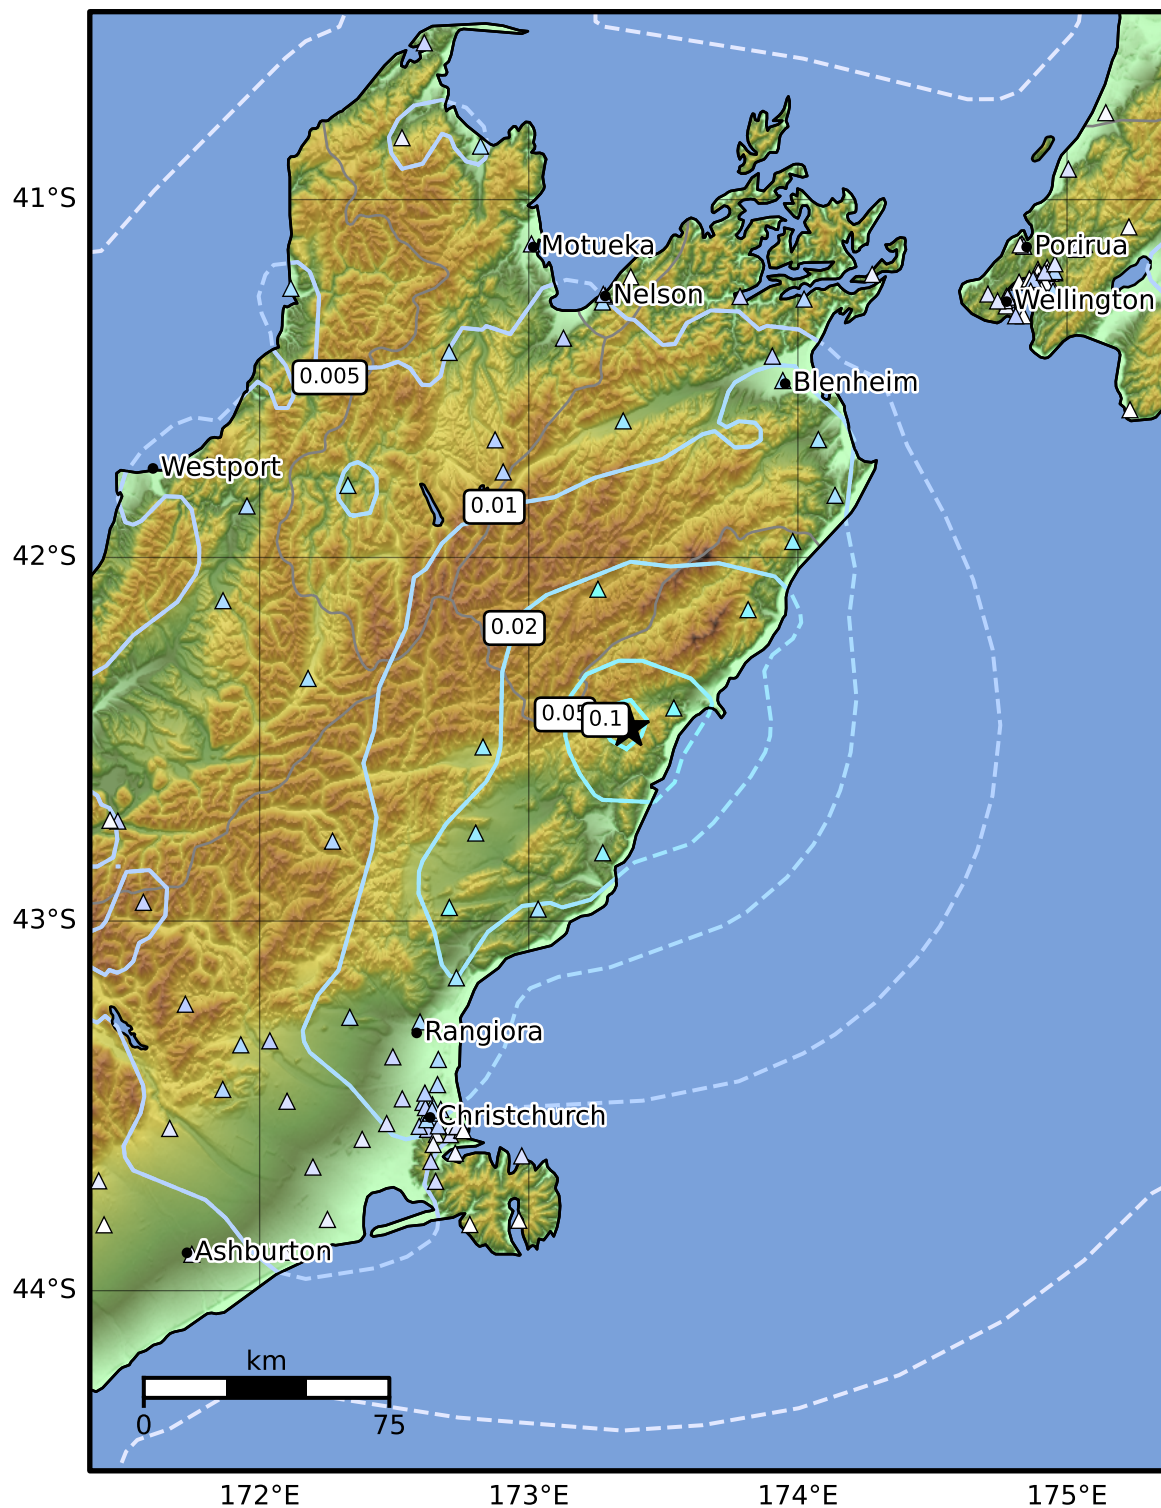 41°S
Motueka
Porirua
Nelson
Wellington
0.005
Blenheim
Westport
0.01
42°S
0.02
0.05
0.1
43°S
Rangiora
Christchurch
Ashburton
44°S
km
0 75
172°E 173°E 174°E 175°E